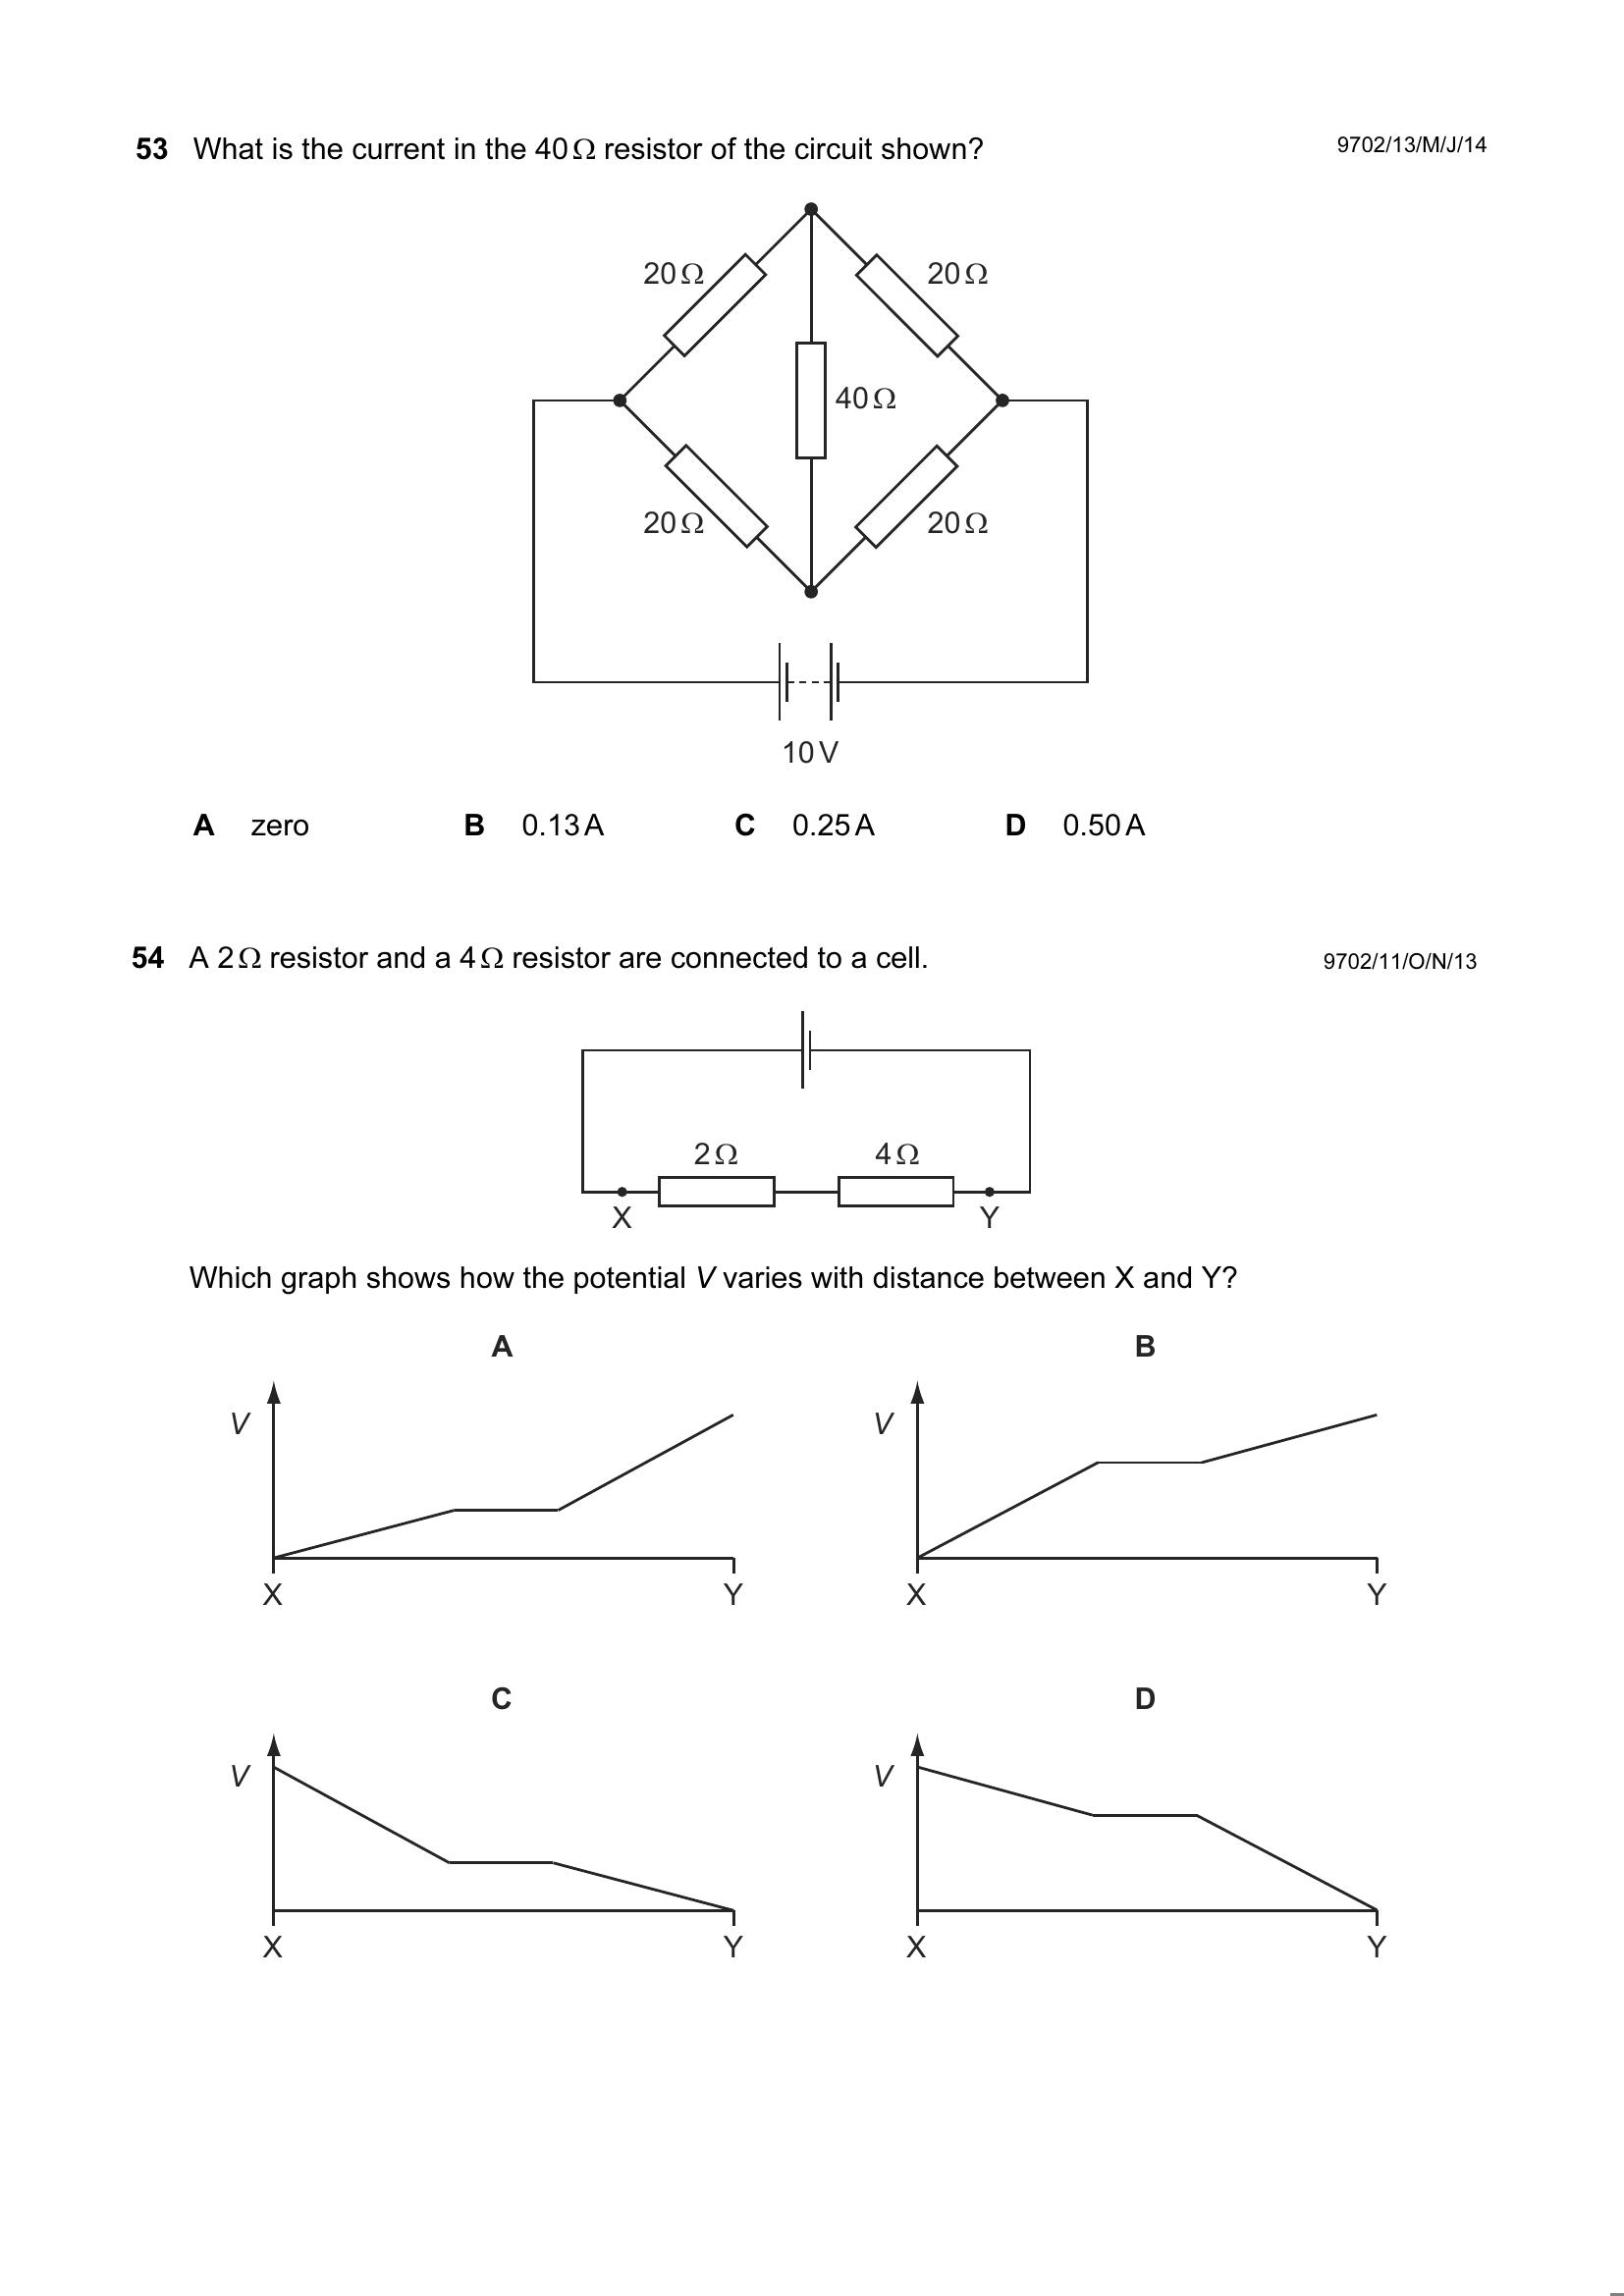 53 What is the current in the 40 Ω resistor of the circuit shown? 9702/13/M/J/14
20 Ω 20 Ω
40 Ω
20 Ω 20 Ω
10 V
A zero B 0.13 A C 0.25 A D 0.50 A
54 A 2 Ω resistor and a 4 Ω resistor are connected to a cell. 9702/11/O/N/13
2 Ω 4 Ω
X Y
Which graph shows how the potential V varies with distance between X and Y?
A B
V V
X Y X Y
C D
V V
X Y X Y